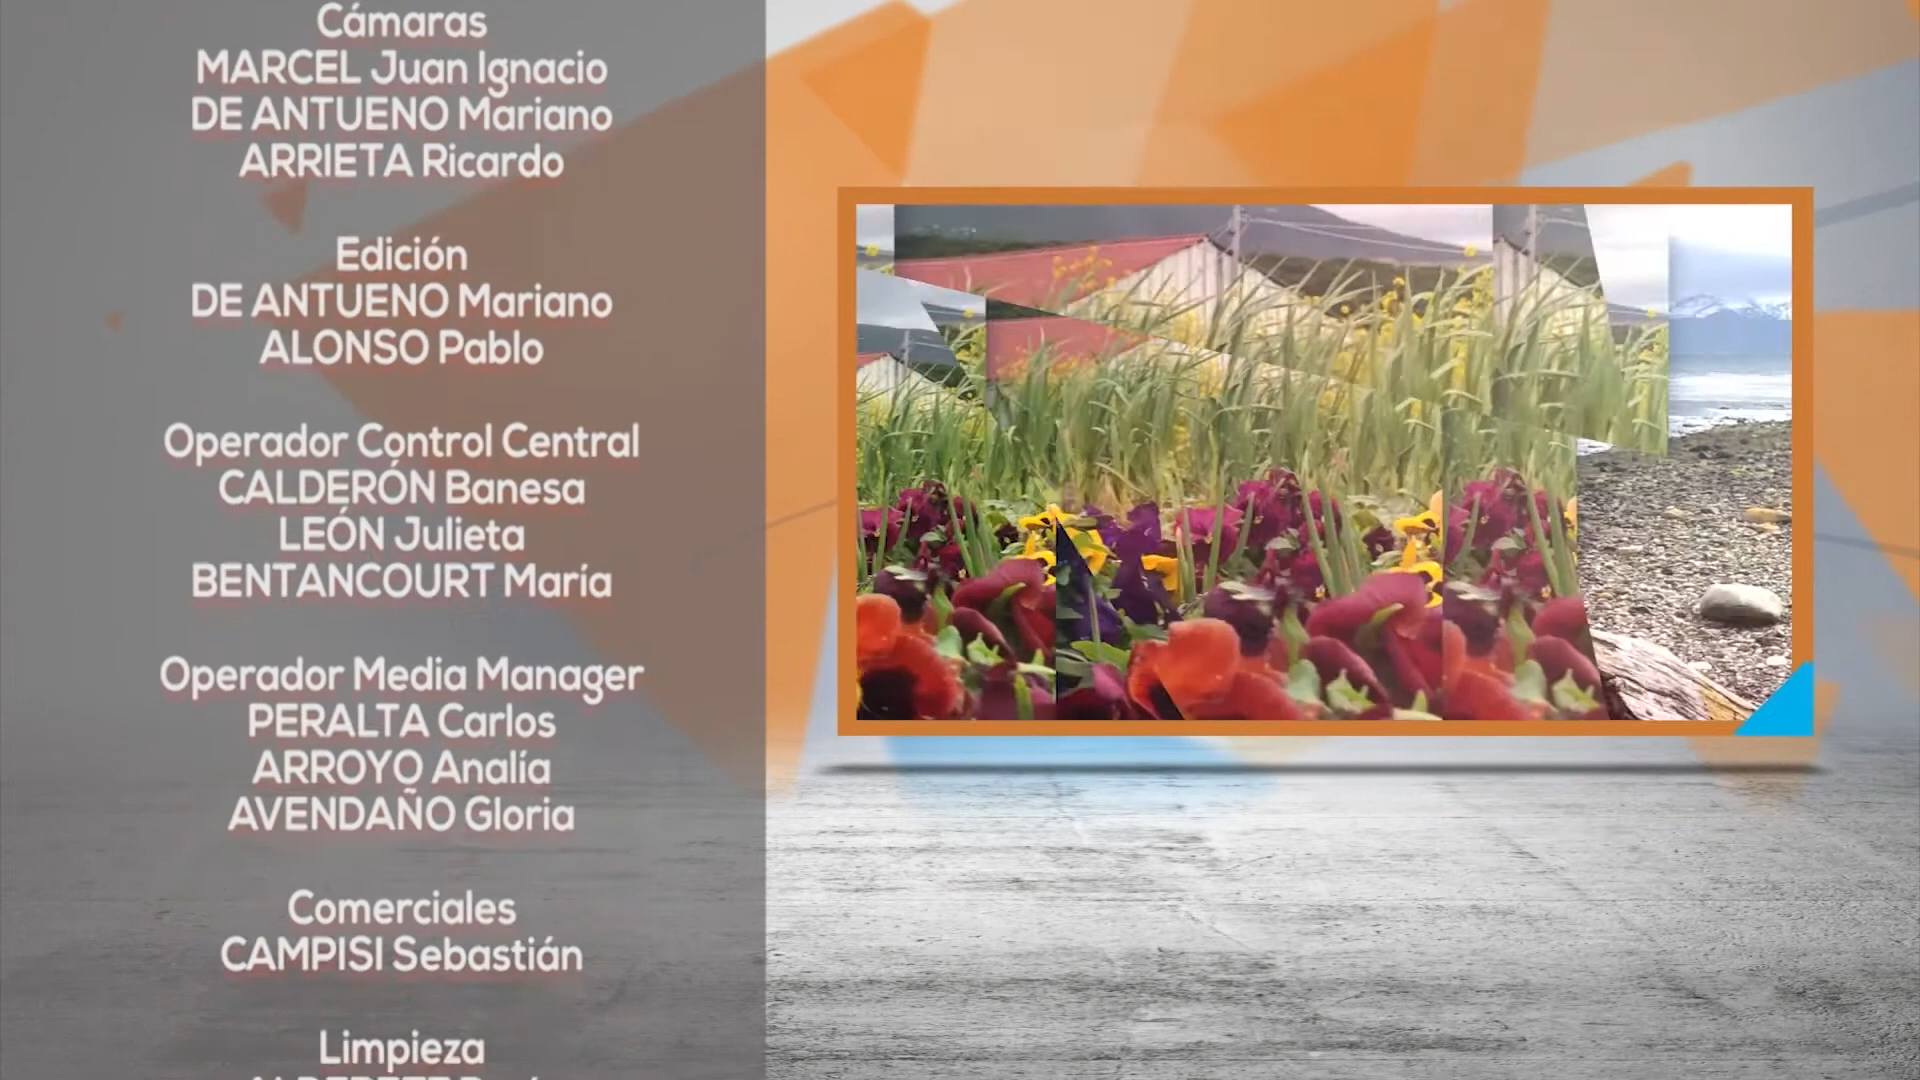 Cámaras
MARCEL Juan Ignacio
DE ANTUENO Mariano
ARRIETA Ricardo
Edición
DE ANTUENO Mariano
ALONSO Pablo
Operador Control Central
CALDERÓN Banesa
LEÓN Julieta
BENTANCOURT María
Operador Media Manager
PERALTA Carlos
ARROYO Analía
AVENDAÑO Gloria
Comerciales
CAMPISI Sebastián
Limpieza